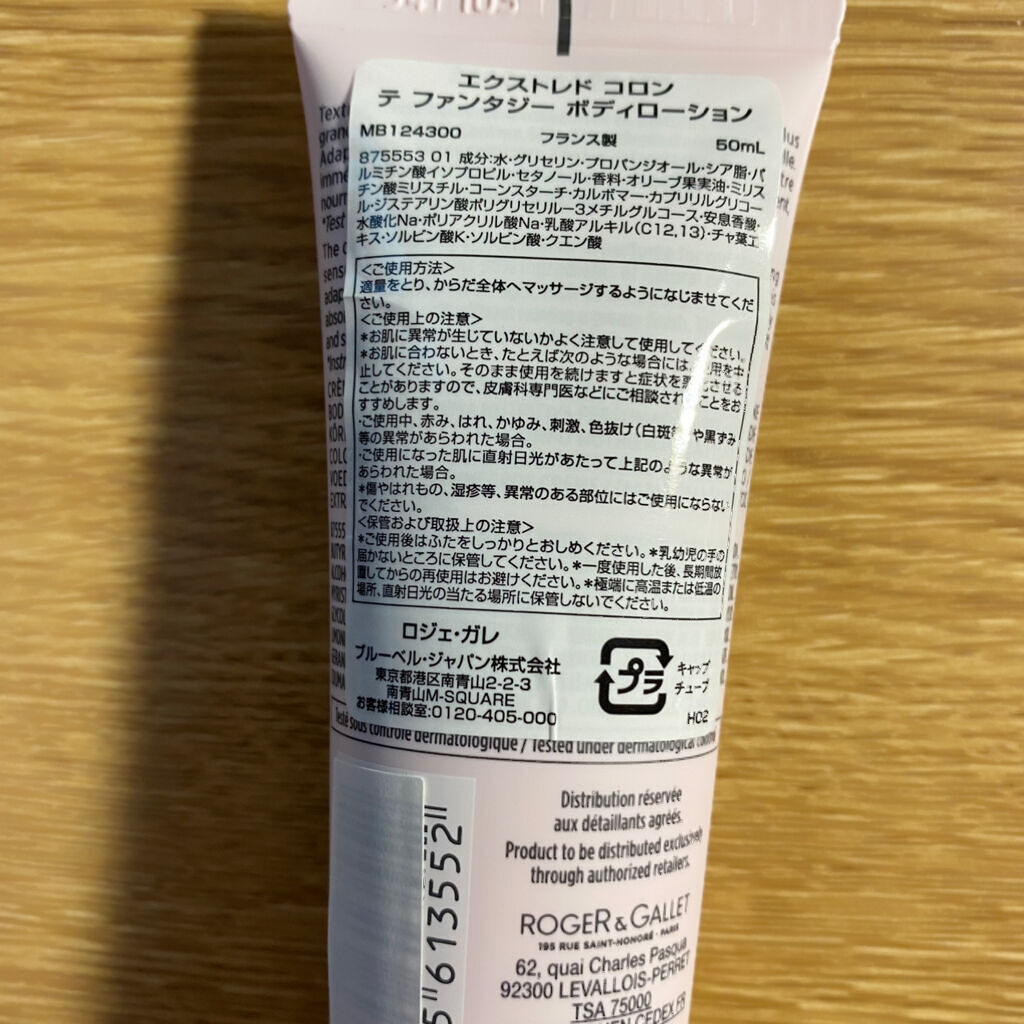 エクストレド コロン
テ ファンタジー ボディローション
MB124300 フランス製 50mL
875553 01 成分:水・グリセリン・プロパンジオール・シア脂・パ
ルミチン酸イソプロピル・セタノール・香料・オリーブ果実油・ミリス
チン酸ミリスチル・コーンスターチ・カルボマー・カプリリルグリコー
ル・ジステアリン酸ポリグリセリル-3メチルグルコース・安息香酸・
水酸化Na・ポリアクリル酸Na・乳酸アルキル(C12,13)・チャ葉エ
キス・ソルビン酸K・ソルビン酸・クエン酸
<ご使用方法>
適量をとり、からだ全体へマッサージするようになじませてくだ
さい。
<ご使用上の注意>
*お肌に異常が生じていないかよく注意して使用してください。
*お肌に合わないとき、たとえば次のような場合には、使用を中
止してください。そのまま使用を続けますと症状を悪化させる
ことがありますので、皮膚科専門医などにご相談されることをお
すすめします。
・ご使用中、赤み、はれ、かゆみ、刺激、色抜け(白斑等)や黒ずみ
等の異常があらわれた場合。
・ご使用になった肌に直射日光があたって上記のような異常が
あらわれた場合。
*傷やはれもの、湿疹等、異常のある部位にはご使用にならない
でください。
<保管および取扱上の注意>
*ご使用後はふたをしっかりとおしめください。*乳幼児の手の
届かないところに保管してください。*一度使用した後、長期間放
置してからの再使用はお避けください。*極端に高温または低温の
場所、直射日光の当たる場所に保管しないでください。
ロジェ・ガレ
ブルーベル・ジャパン株式会社
東京都港区南青山2-2-3
南青山M-SQUARE
お客様相談室:0120-405-000
プラ
キャップ
チューブ
H02
Testé sous contrôle dermatologique / Tested under dermatological control
Distribution réservée
aux détaillants agréés.
Product to be distributed exclusively
through authorized retailers.
ROGER & GALLET
195 RUE SAINT-HONORÉ - PARIS
62, quai Charles Pasqua
92300 LEVALLOIS-PERRET
TSA 75000
CEDEX FR
5"613552